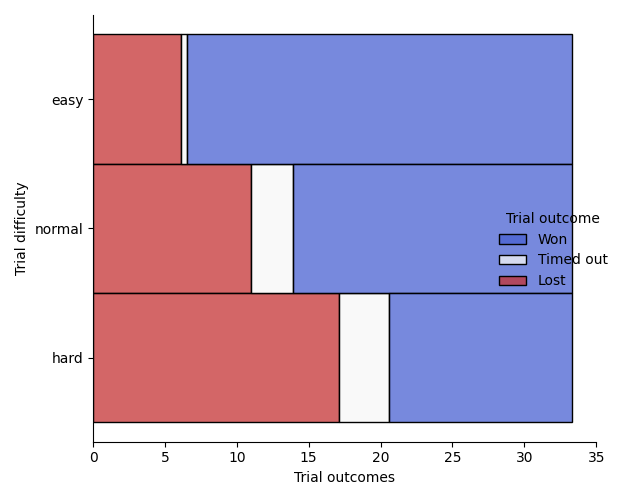 easy
normal
hard
Trial difficulty
Trial outcome
Won
Timed out
Lost
0 5 10 15 20 25 30 35
Trial outcomes